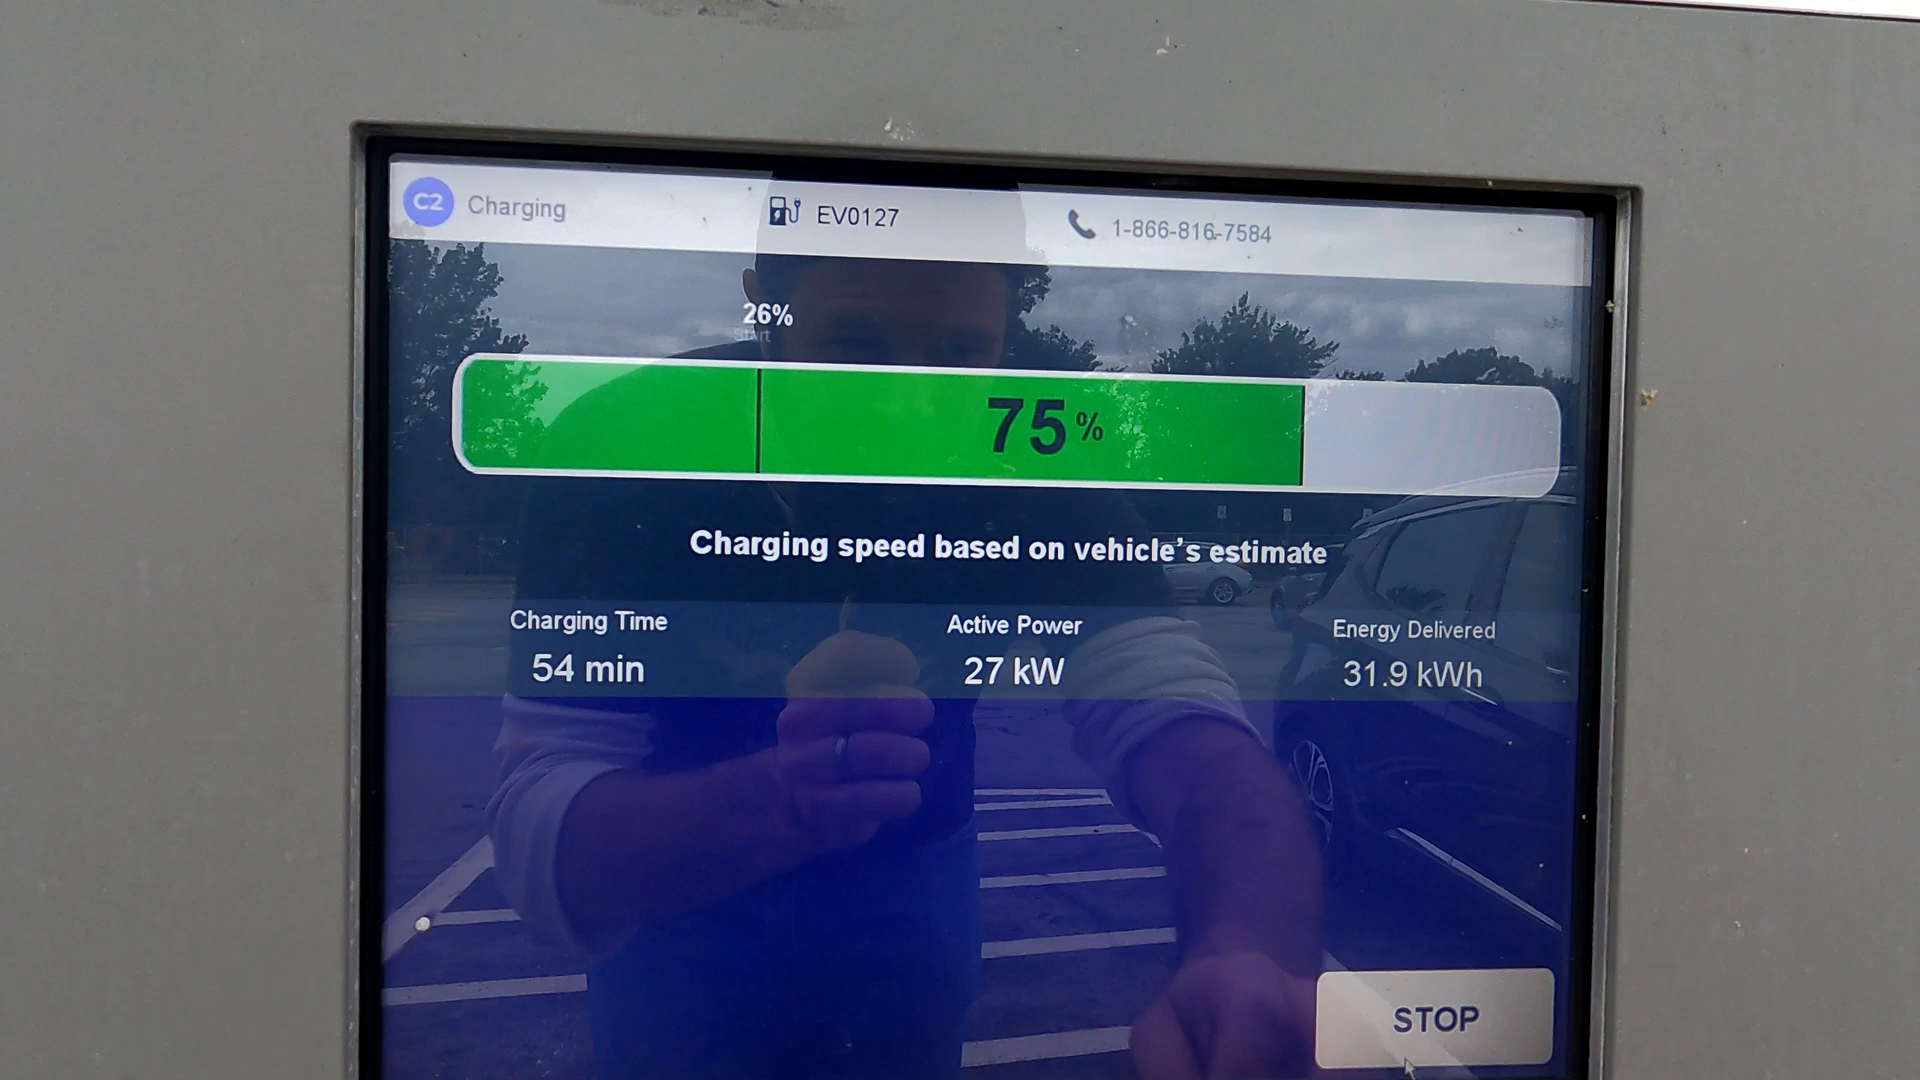 C2 Charging EV0127 1-866-816-7584
26%
Start
75%
Charging speed based on vehicle's estimate
Charging Time Active Power Energy Delivered
54 min 27 kW 31.9 kWh
STOP